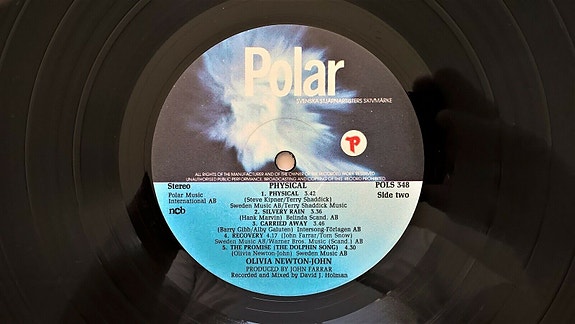 Polar
SVENSKA STJÄRNARTISTERS SKIVMÄRKE
ALL RIGHTS OF THE MANUFACTURER AND OF THE OWNER OF THE RECORDED WORK RESERVED
UNAUTHORISED PUBLIC PERFORMANCE, BROADCASTING AND COPYING OF THIS RECORD PROHIBITED
Stereo PHYSICAL POLS 348
Polar Music
International AB
ncb
Side two
1. PHYSICAL 3.42
(Steve Kipner/Terry Shaddick)
Sweden Music AB/Terry Shaddick Music
2. SILVERY RAIN 3.36
(Hank Marvin) Belinda Scand. AB
3. CARRIED AWAY 3.46
(Barry Gibb/Alby Galuten) Intersong-Förlagen AB
4. RECOVERY 4.17 (John Farrar/Tom Snow)
Sweden Music AB/Warner Bros. Music (Scand.) AB
5. THE PROMISE (THE DOLPHIN SONG) 4.30
(Olivia Newton-John) Sweden Music AB
OLIVIA NEWTON-JOHN
PRODUCED BY JOHN FARRAR
Recorded and Mixed by David J. Holman